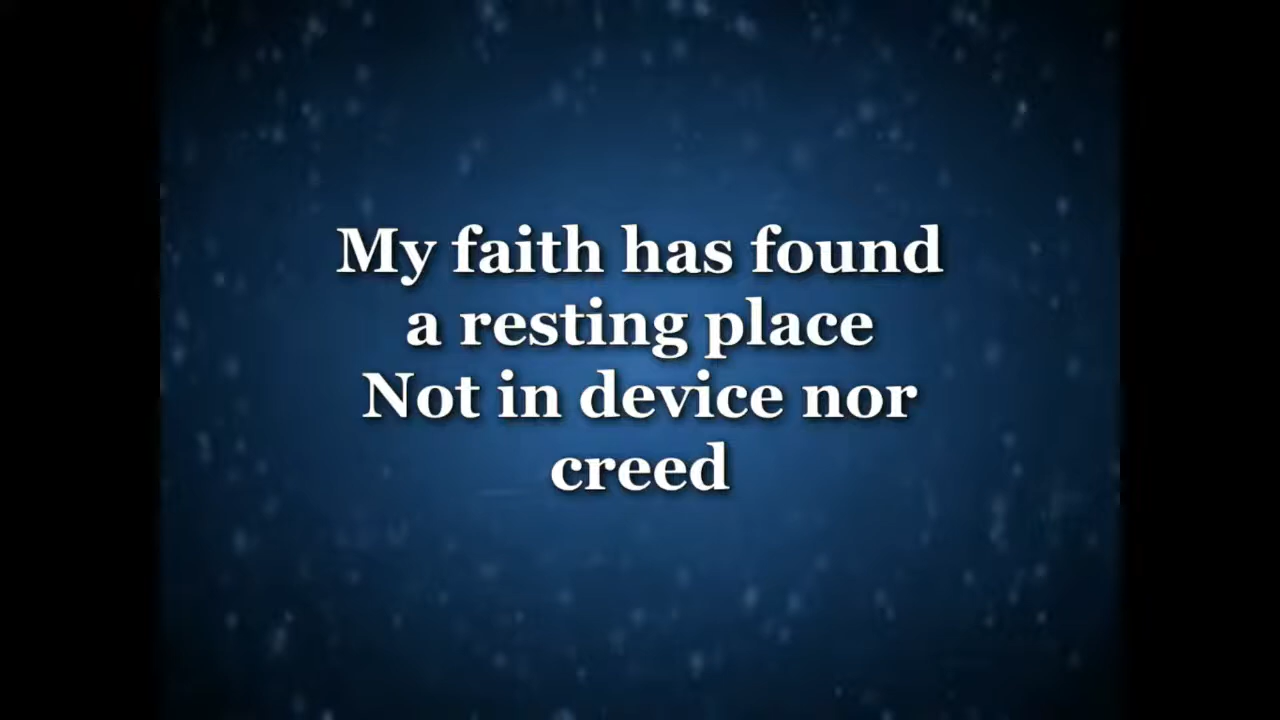 My faith has found
a resting place
Not in device nor
creed